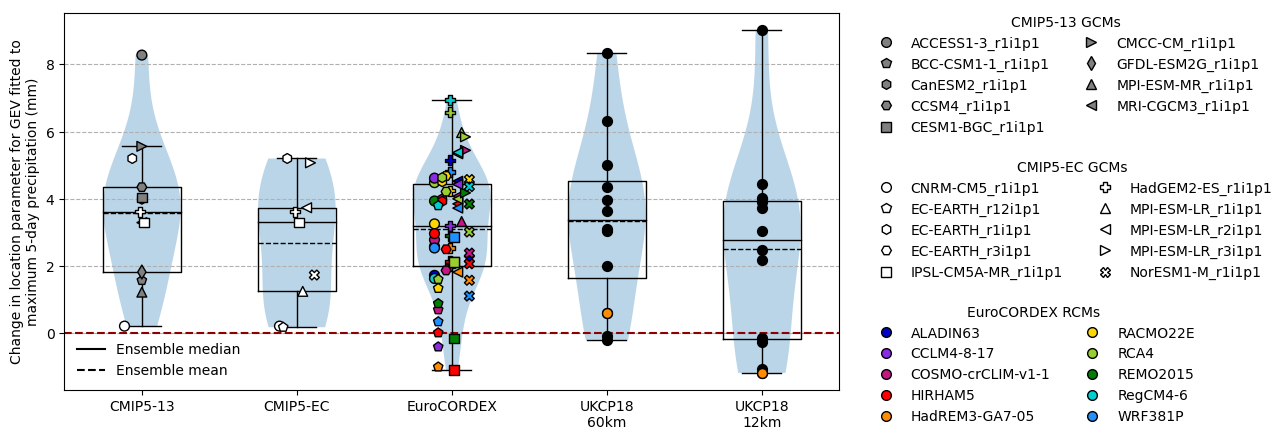 Change in location parameter for GEV fitted to
maximum 5-day precipitation (mm)
8
6
4
2
0
Ensemble median
Ensemble mean
CMIP5-13
CMIP5-EC
EuroCORDEX
UKCP18
60km
UKCP18
12km
CMIP5-13 GCMs
ACCESS1-3_r1i1p1
BCC-CSM1-1_r1i1p1
CanESM2_r1i1p1
CCSM4_r1i1p1
CESM1-BGC_r1i1p1
CMCC-CM_r1i1p1
GFDL-ESM2G_r1i1p1
MPI-ESM-MR_r1i1p1
MRI-CGCM3_r1i1p1
CMIP5-EC GCMs
CNRM-CM5_r1i1p1
EC-EARTH_r12i1p1
EC-EARTH_r1i1p1
EC-EARTH_r3i1p1
IPSL-CM5A-MR_r1i1p1
HadGEM2-ES_r1i1p1
MPI-ESM-LR_r1i1p1
MPI-ESM-LR_r2i1p1
MPI-ESM-LR_r3i1p1
NorESM1-M_r1i1p1
EuroCORDEX RCMs
ALADIN63
CCLM4-8-17
COSMO-crCLIM-v1-1
HIRHAM5
HadREM3-GA7-05
RACMO22E
RCA4
REMO2015
RegCM4-6
WRF381P